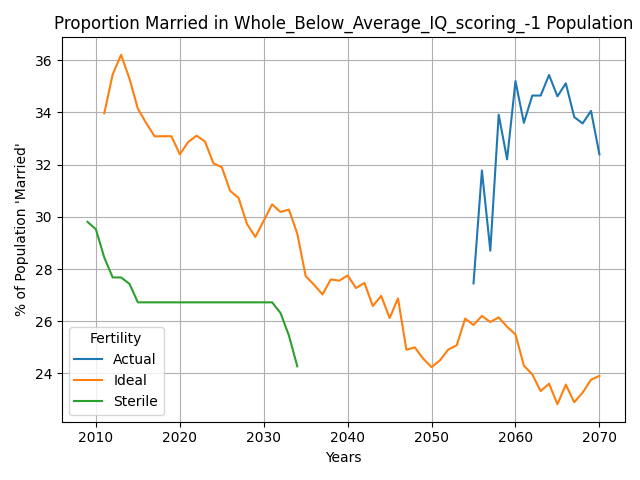 Proportion Married in Whole_Below_Average_IQ_scoring_-1 Population
% of Population 'Married'
36
34
32
30
28
26
24
Fertility
Actual
Ideal
Sterile
2010 2020 2030 2040 2050 2060 2070
Years